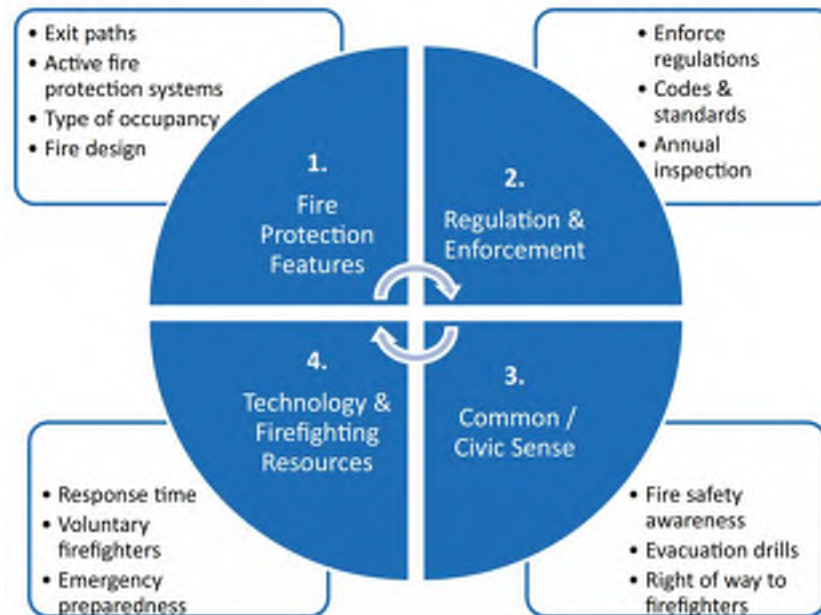 • Exit paths
• Active fire
protection systems
• Type of occupancy
• Fire design
• Enforce
regulations
• Codes &
standards
• Annual
inspection
1.
Fire
Protection
Features
2.
Regulation &
Enforcement
4.
Technology &
Firefighting
Resources
3.
Common /
Civic Sense
• Response time
• Voluntary
firefighters
• Emergency
preparedness
• Fire safety
awareness
• Evacuation drills
• Right of way to
firefighters